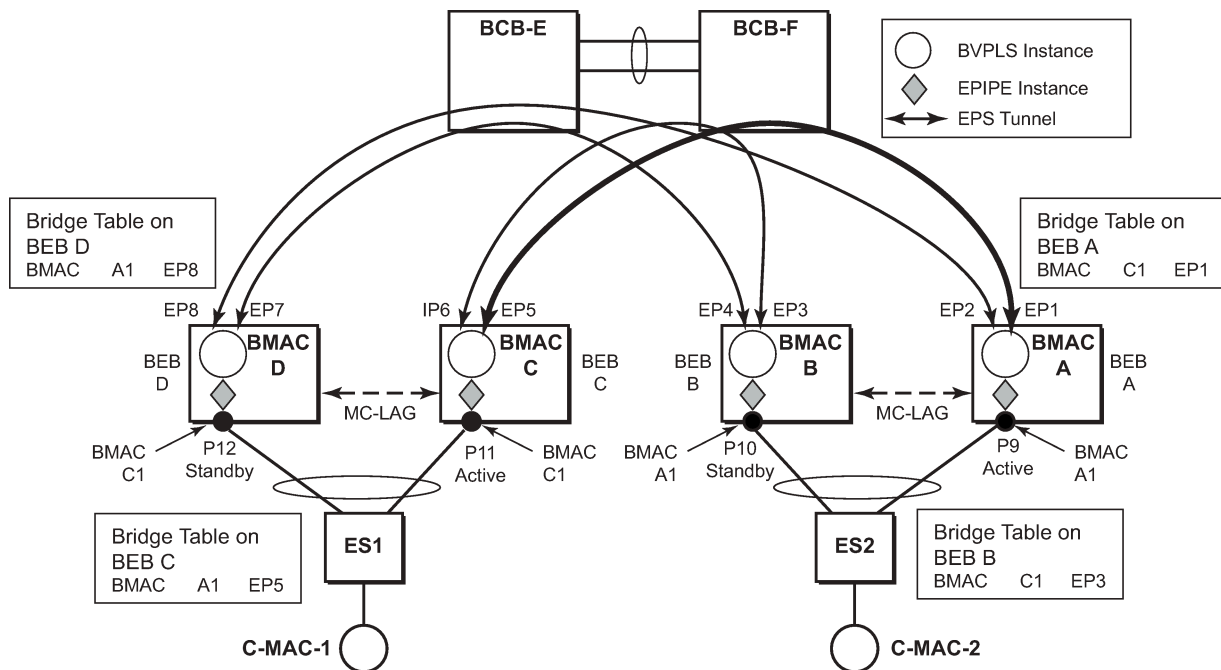 BCB-E
BCB-F
BVPLS Instance
EPIPE Instance
EPS Tunnel
Bridge Table on
BEB D
BMAC A1 EP8
Bridge Table on
BEB A
BMAC C1 EP1
EP8
EP7
IP6
EP5
EP4
EP3
EP2
EP1
BEB
D
BMAC
D
BMAC
C
BEB
C
BEB
B
BMAC
B
BMAC
A
BEB
A
MC-LAG
MC-LAG
BMAC
C1
P12
Standby
P11
Active
BMAC
C1
BMAC
A1
P10
Standby
P9
Active
BMAC
A1
Bridge Table on
BEB C
BMAC A1 EP5
ES1
ES2
Bridge Table on
BEB B
BMAC C1 EP3
C-MAC-1
C-MAC-2